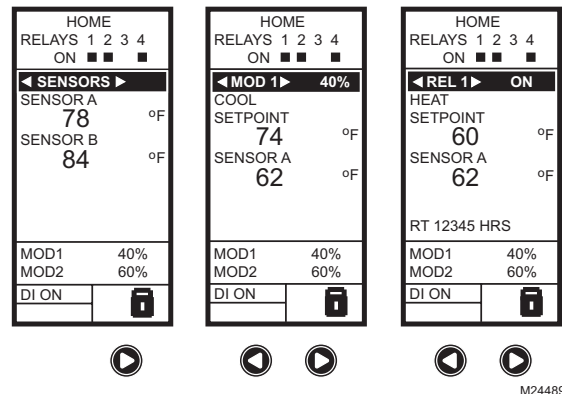 HOME
RELAYS 1 2 3 4
ON
SENSORS
SENSOR A
78 °F
SENSOR B
84 °F
MOD1 40%
MOD2 60%
DI ON
HOME
RELAYS 1 2 3 4
ON
MOD 1 40%
COOL
SETPOINT
74 °F
SENSOR A
62 °F
MOD1 40%
MOD2 60%
DI ON
HOME
RELAYS 1 2 3 4
ON
REL 1 ON
HEAT
SETPOINT
60 °F
SENSOR A
62 °F
RT 12345 HRS
MOD1 40%
MOD2 60%
DI ON
M24489